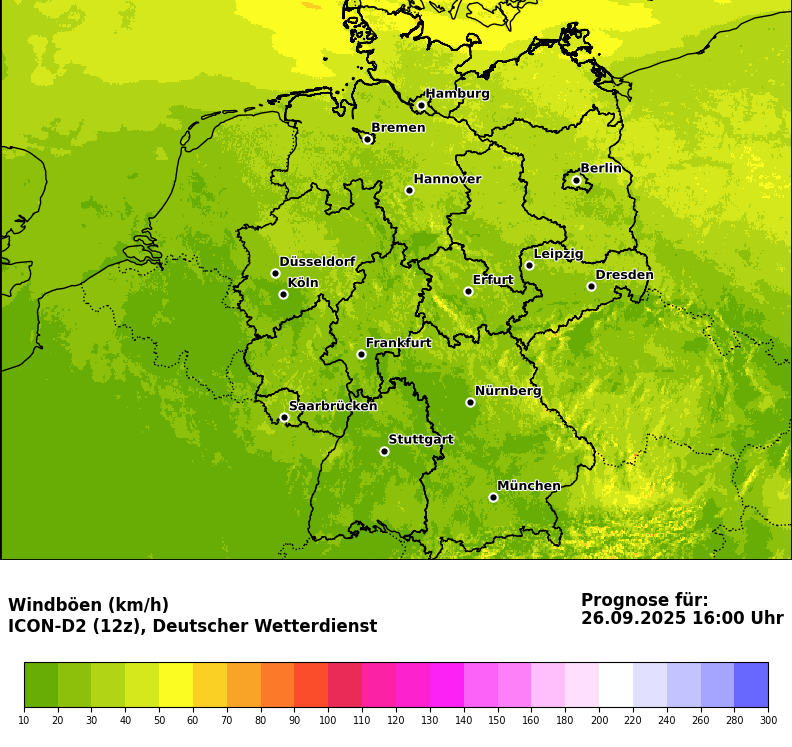 Hamburg
Bremen
Berlin
Hannover
Leipzig
Düsseldorf
Dresden
Köln
Erfurt
Frankfurt
Nürnberg
Saarbrücken
Stuttgart
München
Windböen (km/h)
ICON-D2 (12z), Deutscher Wetterdienst
Prognose für:
26.09.2025 16:00 Uhr
10 20 30 40 50 60 70 80 90 100 110 120 130 140 150 160 180 200 220 240 260 280 300